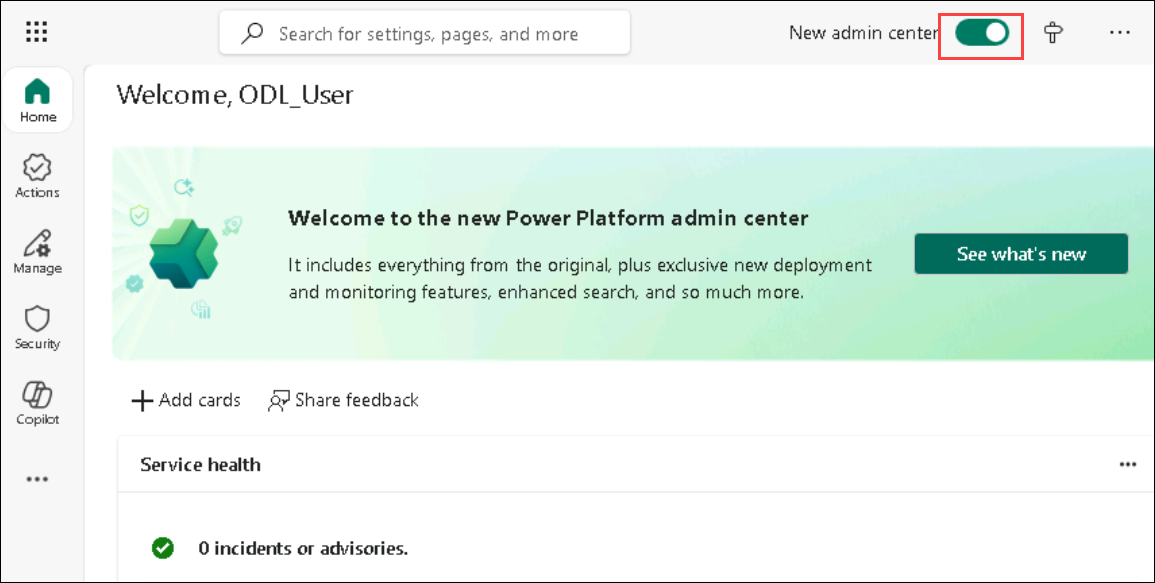 Search for settings, pages, and more
New admin center
Home
Welcome, ODL_User
Actions
Manage
Security
Copilot
Welcome to the new Power Platform admin center
It includes everything from the original, plus exclusive new deployment
and monitoring features, enhanced search, and so much more.
See what's new
Add cards
Share feedback
Service health
0 incidents or advisories.